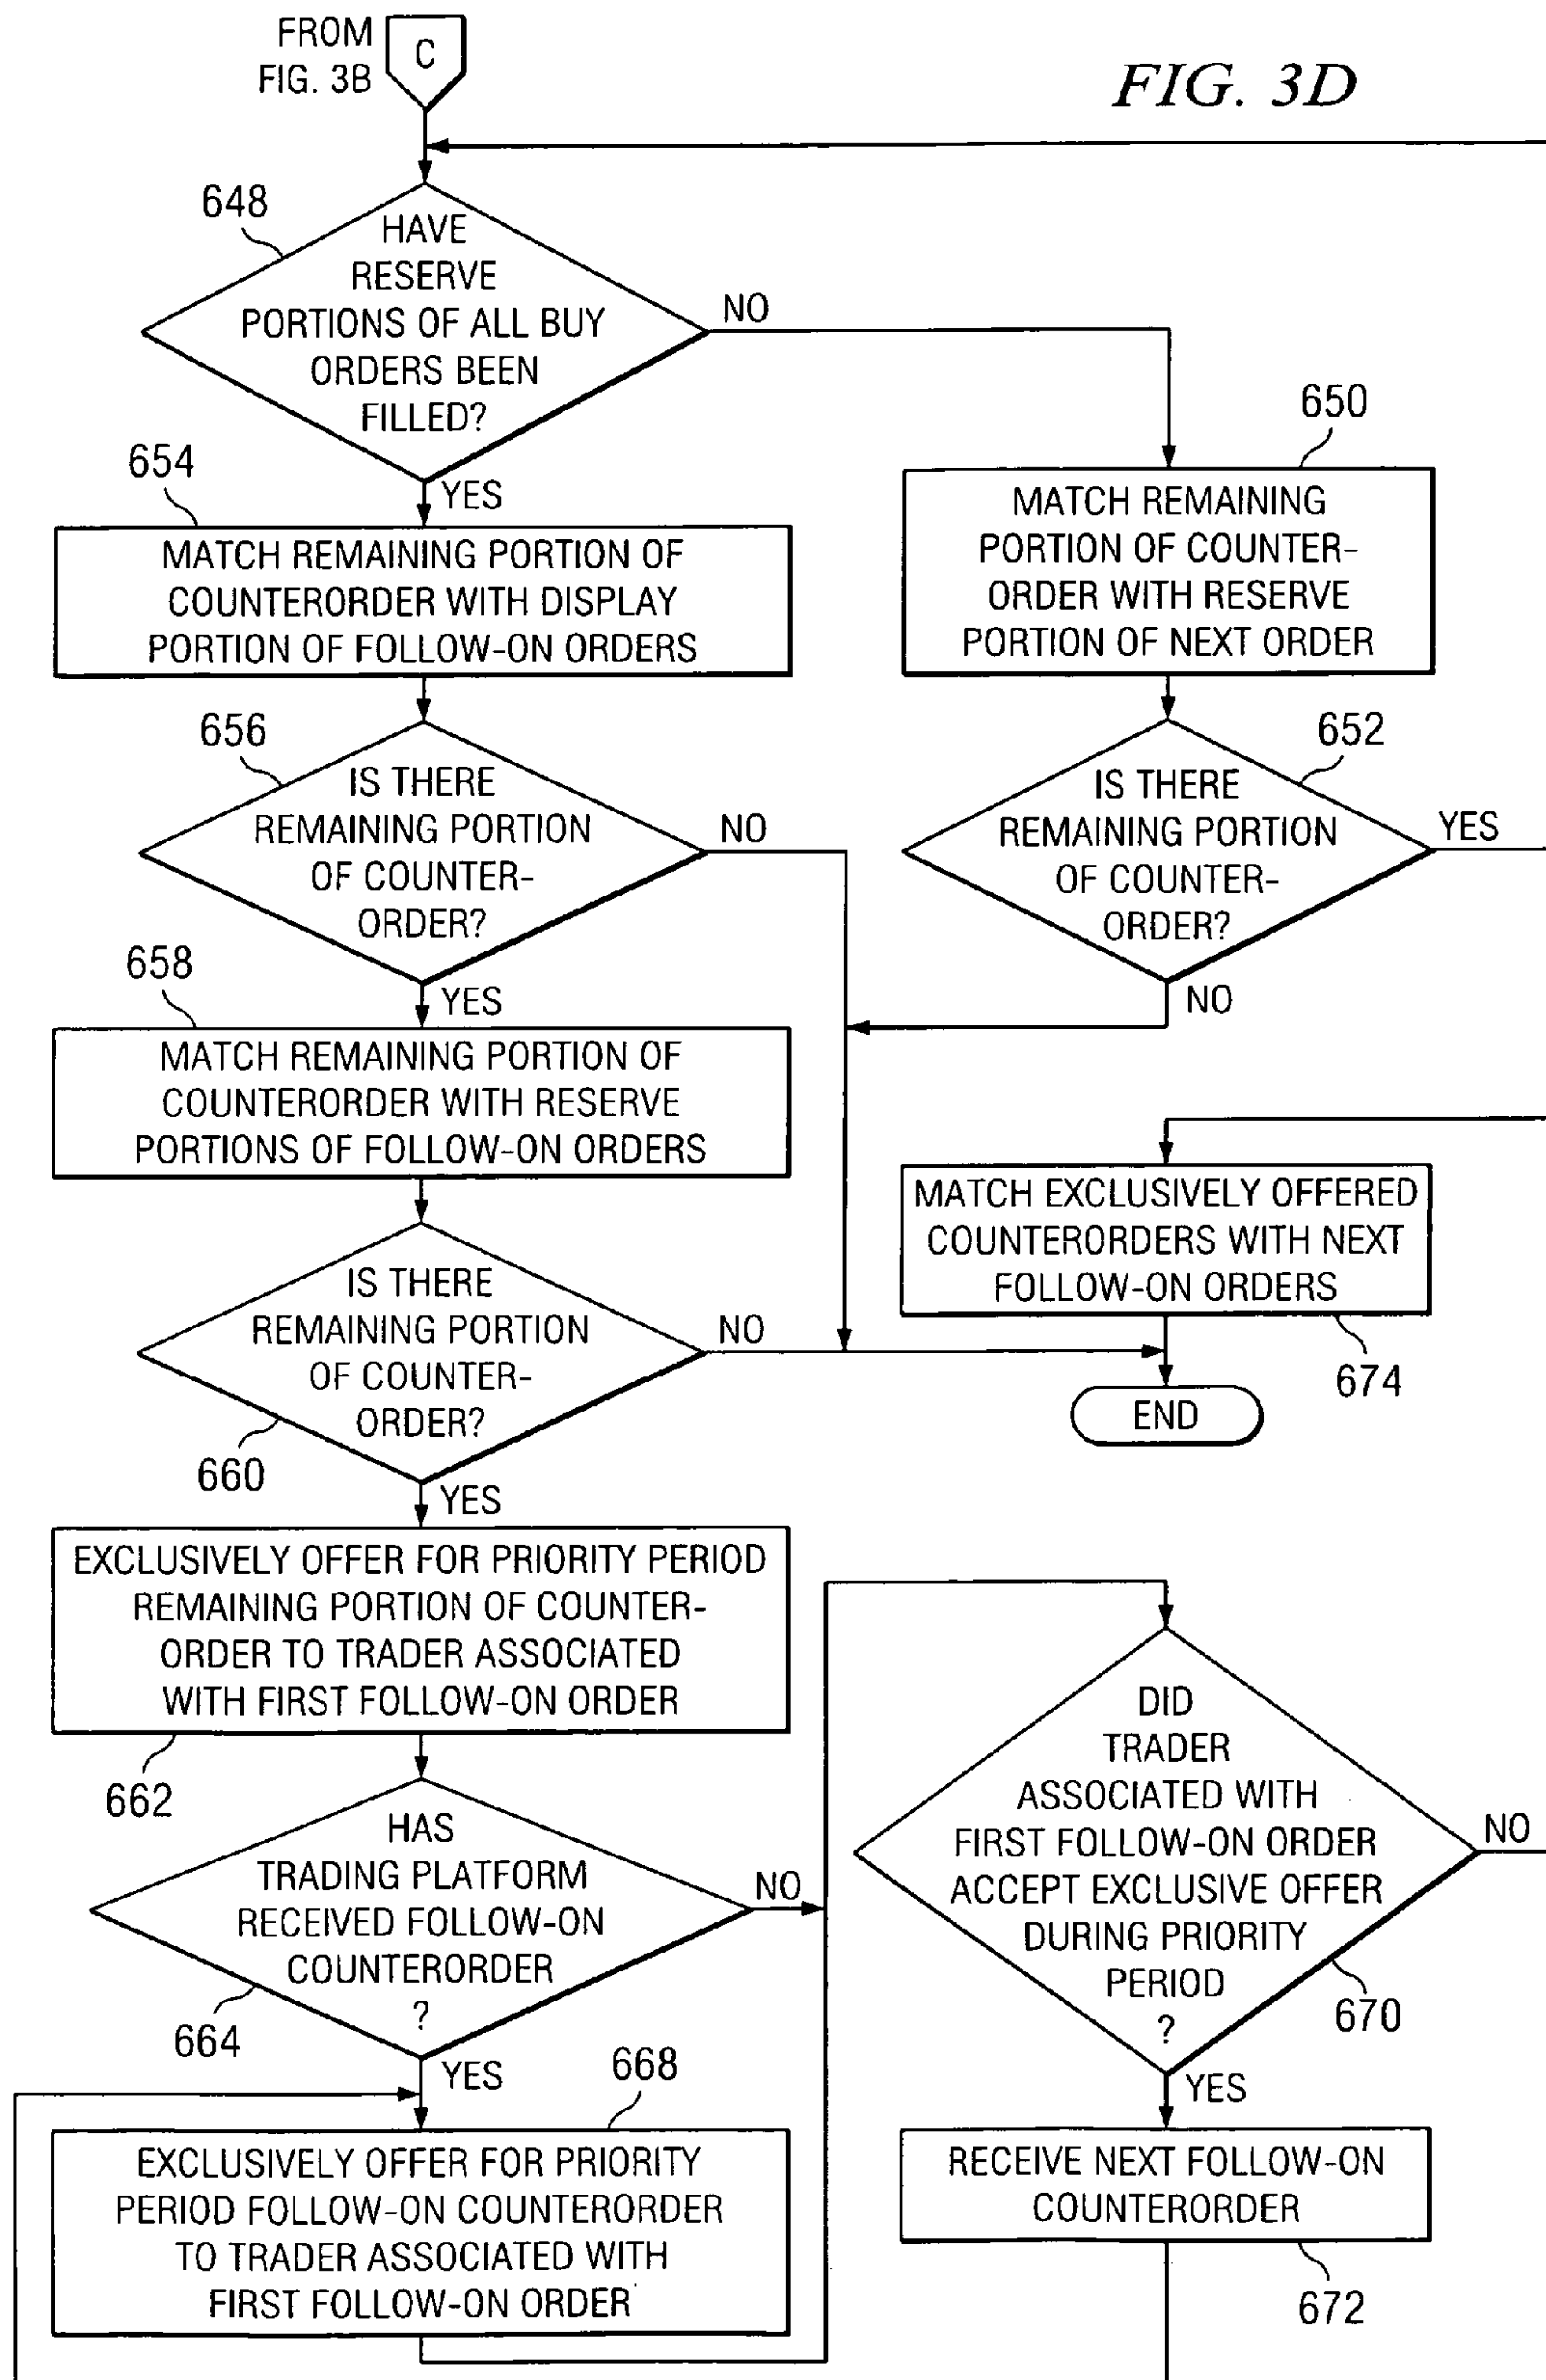 FROM
FIG. 3B
C
FIG. 3D
648
HAVE
RESERVE
PORTIONS OF ALL BUY
ORDERS BEEN
FILLED?
NO
YES
650
MATCH REMAINING
PORTION OF COUNTER-
ORDER WITH RESERVE
PORTION OF NEXT ORDER
654
MATCH REMAINING PORTION OF
COUNTERORDER WITH DISPLAY
PORTION OF FOLLOW-ON ORDERS
656
IS THERE
REMAINING PORTION
OF COUNTER-
ORDER?
NO
YES
652
IS THERE
REMAINING PORTION
OF COUNTER-
ORDER?
YES
NO
658
MATCH REMAINING PORTION OF
COUNTERORDER WITH RESERVE
PORTIONS OF FOLLOW-ON ORDERS
660
IS THERE
REMAINING PORTION
OF COUNTER-
ORDER?
NO
YES
MATCH EXCLUSIVELY OFFERED
COUNTERORDERS WITH NEXT
FOLLOW-ON ORDERS
674
END
EXCLUSIVELY OFFER FOR PRIORITY PERIOD
REMAINING PORTION OF COUNTER-
ORDER TO TRADER ASSOCIATED
WITH FIRST FOLLOW-ON ORDER
662
HAS
TRADING PLATFORM
RECEIVED FOLLOW-ON
COUNTERORDER
?
664
NO
YES
668
EXCLUSIVELY OFFER FOR PRIORITY
PERIOD FOLLOW-ON COUNTERORDER
TO TRADER ASSOCIATED WITH
FIRST FOLLOW-ON ORDER
DID
TRADER
ASSOCIATED WITH
FIRST FOLLOW-ON ORDER
ACCEPT EXCLUSIVE OFFER
DURING PRIORITY
PERIOD
?
670
NO
YES
RECEIVE NEXT FOLLOW-ON
COUNTERORDER
672